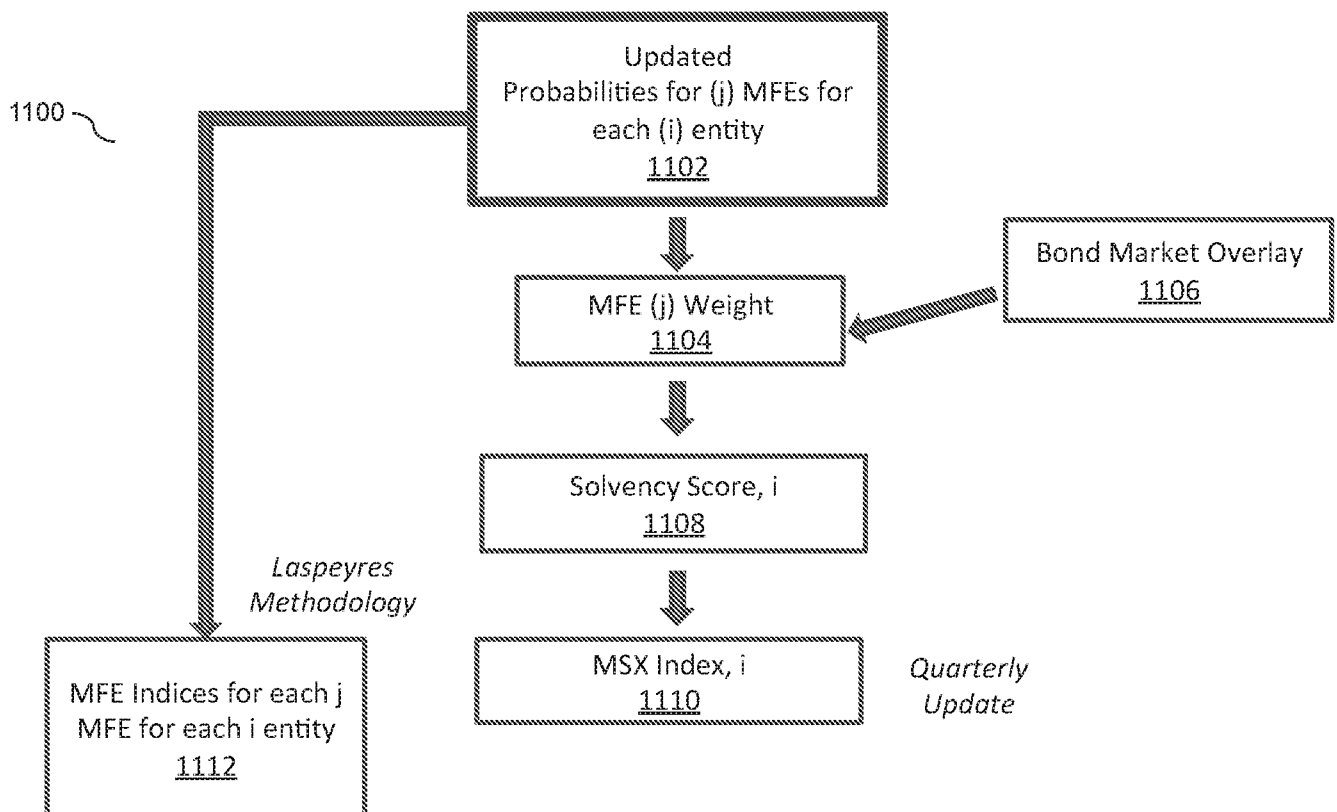 1100
Updated
Probabilities for (j) MFEs for
each (i) entity
1102
Bond Market Overlay
1106
MFE (j) Weight
1104
Solvency Score, i
1108
Laspeyres
Methodology
MSX Index, i
1110
Quarterly
Update
MFE Indices for each j
MFE for each i entity
1112